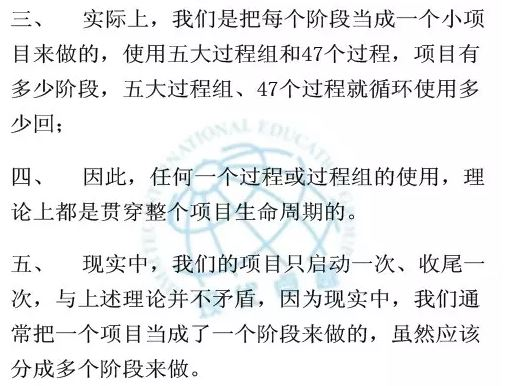 三、　实际上，我们是把每个阶段当成一个小项
目来做的，使用五大过程组和47个过程，项目有
多少阶段，五大过程组、47个过程就循环使用多
少回；
四、　因此，任何一个过程或过程组的使用，理
论上都是贯穿整个项目生命周期的。
五、　现实中，我们的项目只启动一次、收尾一
次，与上述理论并不矛盾，因为现实中，我们通
常把一个项目当成了一个阶段来做的，虽然应该
分成多个阶段来做。